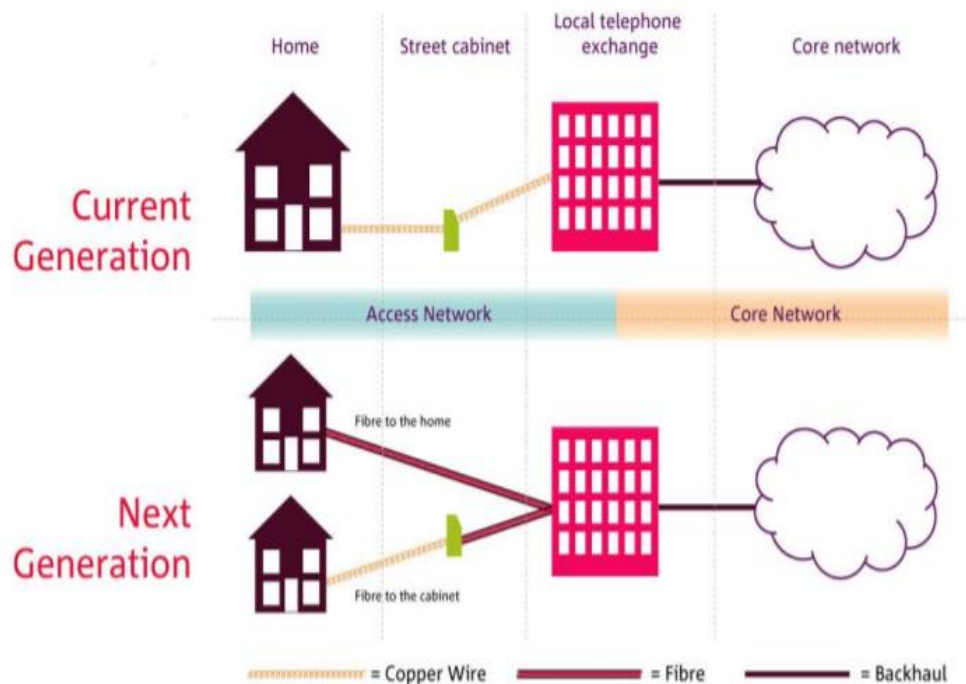 Home
Street cabinet
Local telephone
exchange
Core network
Current
Generation
Access Network
Core Network
Fibre to the home
Next
Generation
Fibre to the cabinet
= Copper Wire
= Fibre
= Backhaul